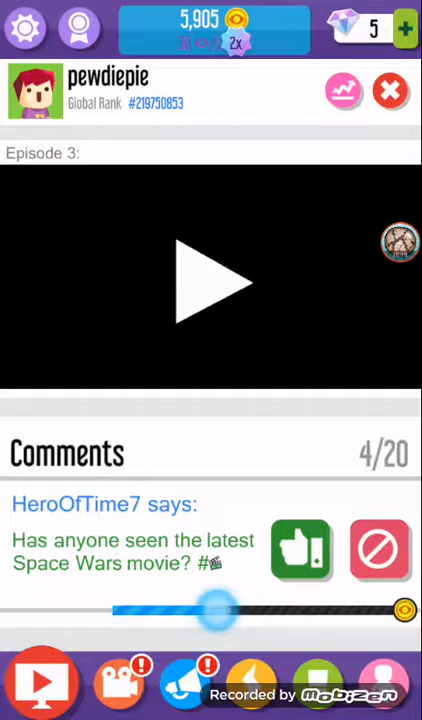 5,905
2x
5
pewdiepie
Global Rank #219750853
Episode 3:
Comments 4/20
HeroOfTime7 says:
Has anyone seen the latest
Space Wars movie? #🎬
Recorded by mobizen